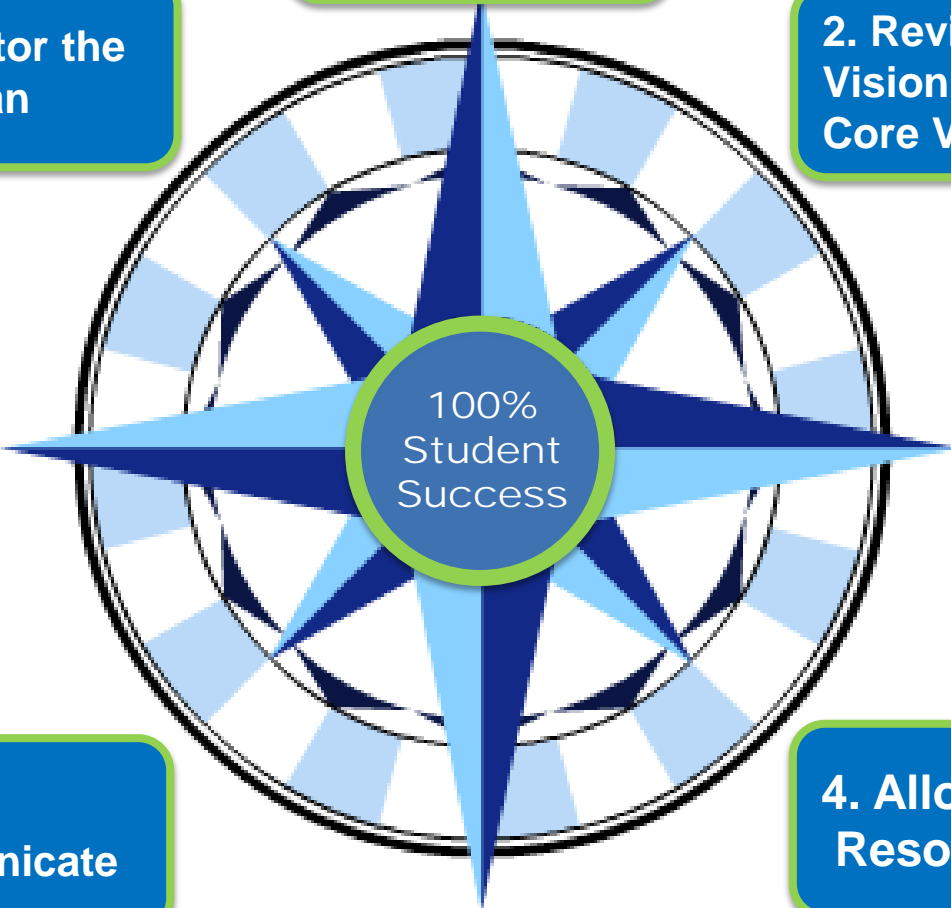 tor the
an
2. Revi
Vision
Core V
100%
Student
Success
nicate
4. Allo
Reso